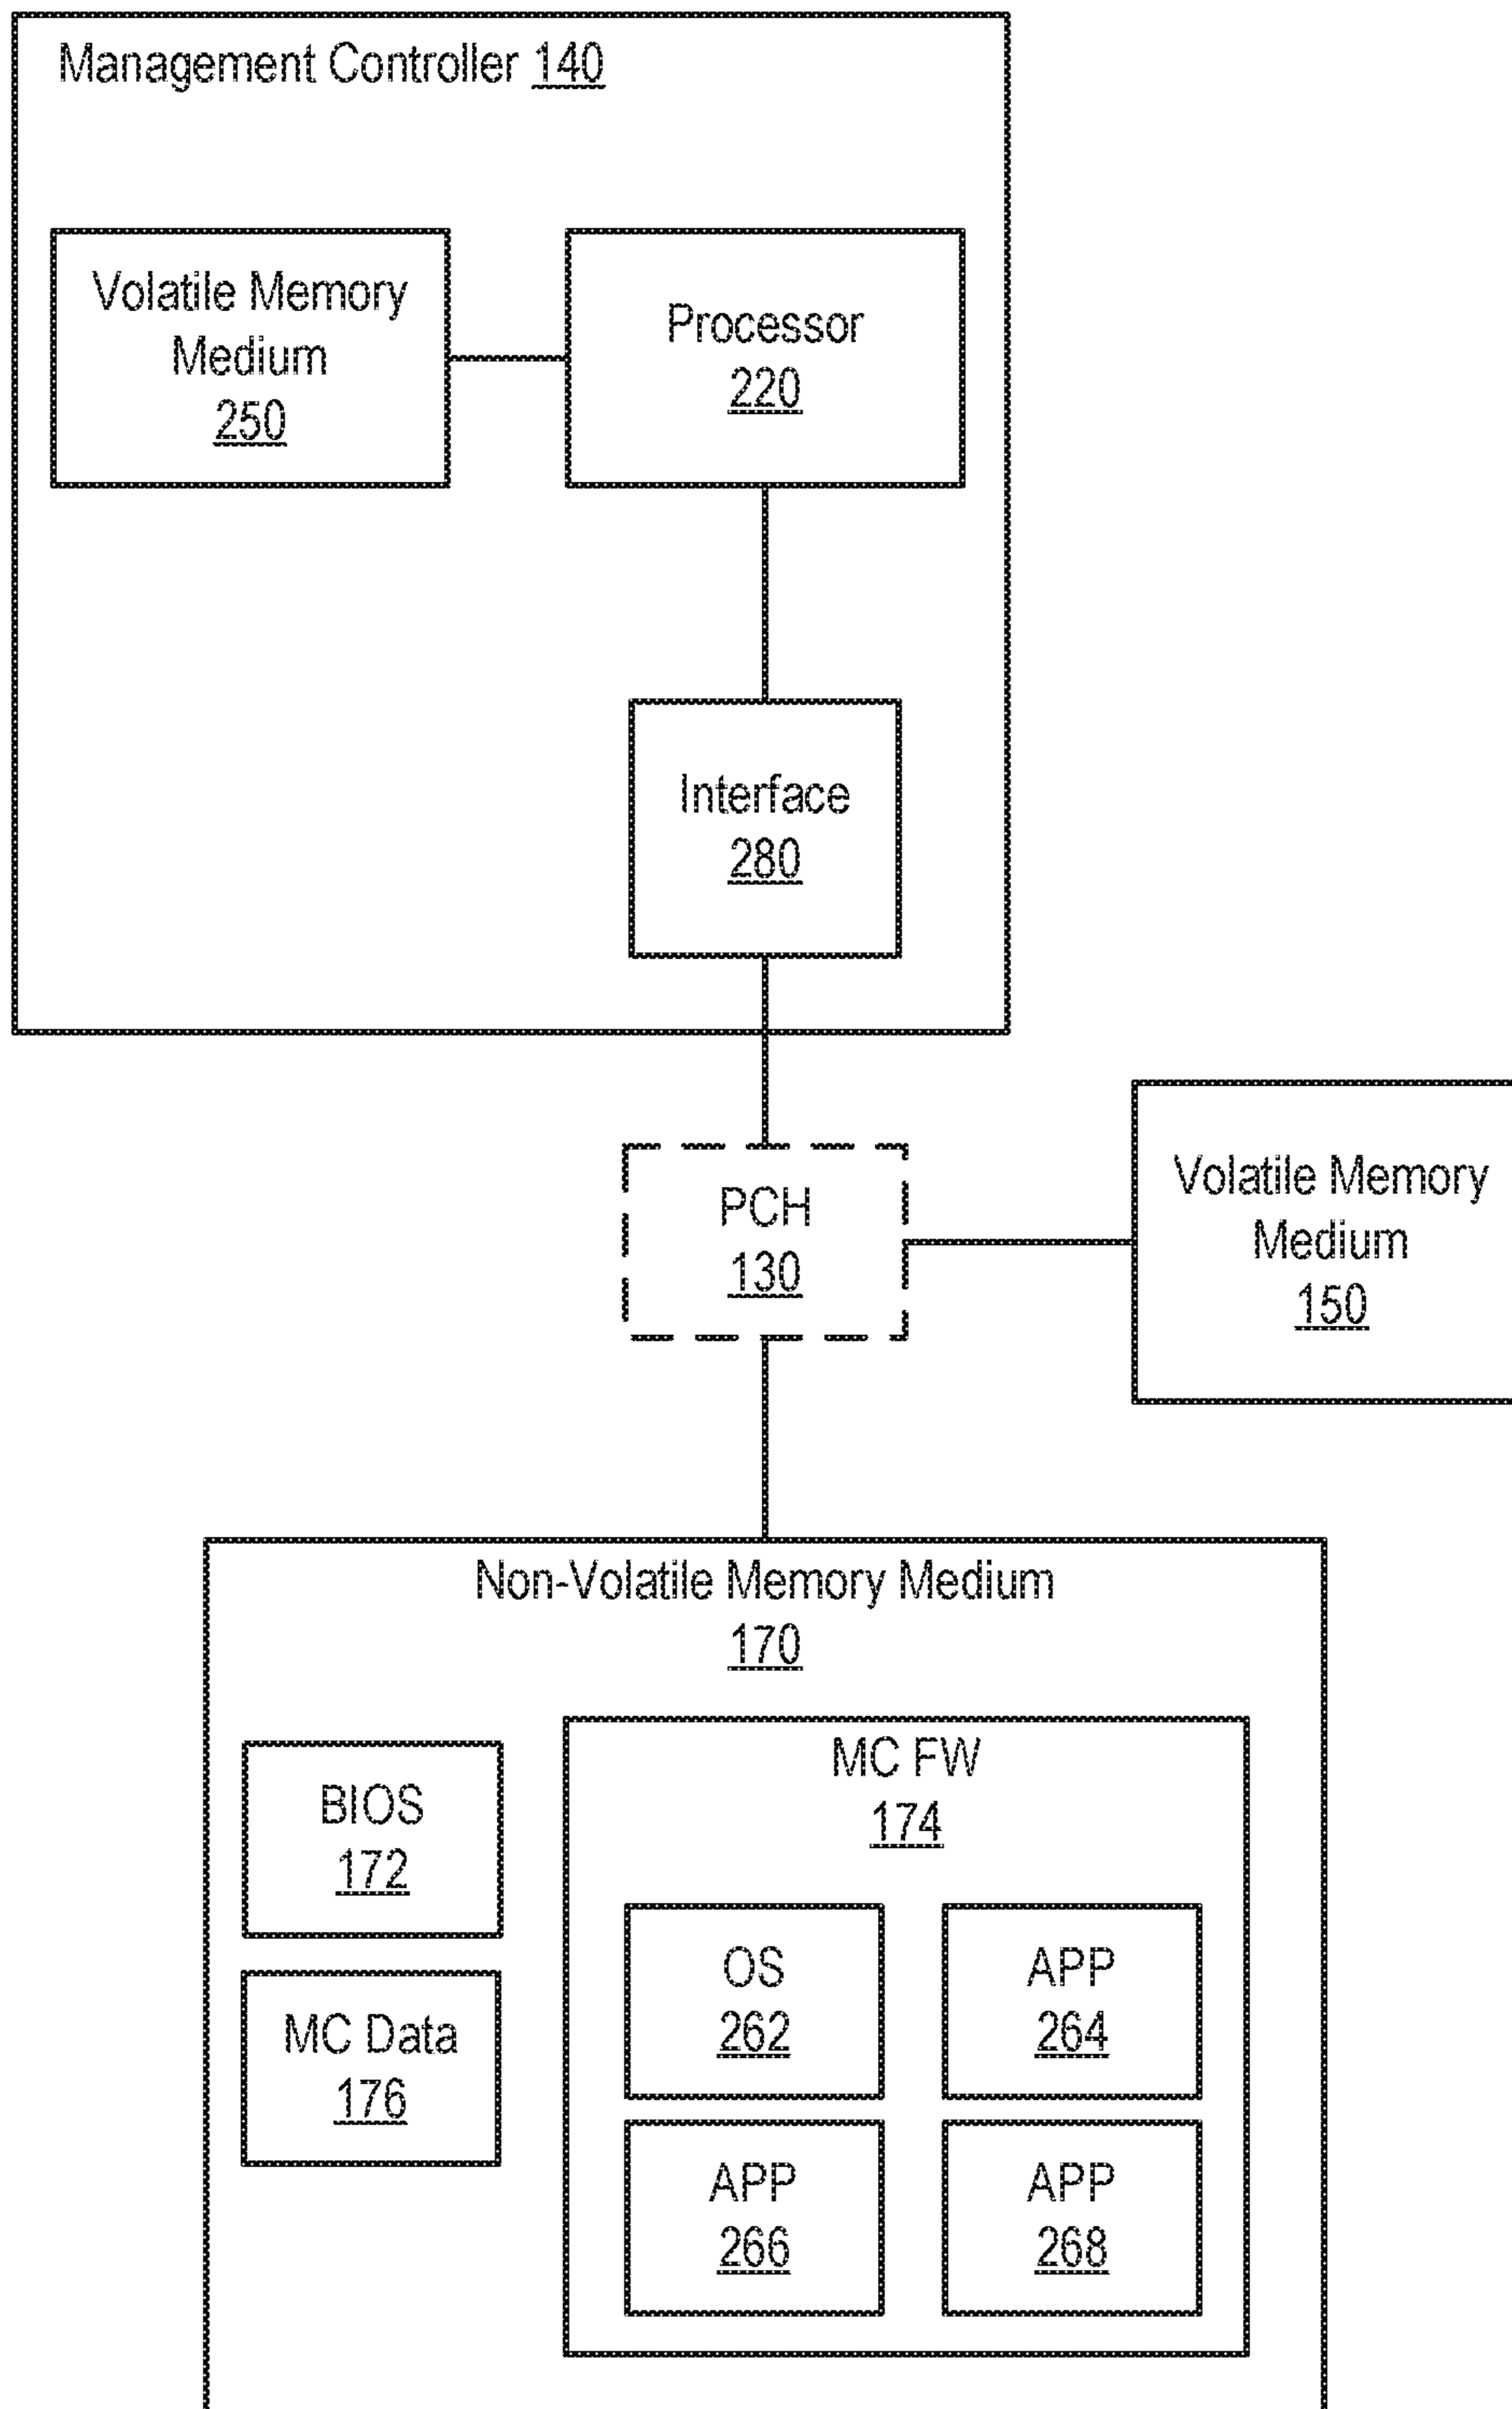 Management Controller 140
Volatile Memory
Medium
250
Processor
220
Interface
280
PCH
130
Volatile Memory
Medium
150
Non-Volatile Memory Medium
170
BIOS
172
MC Data
176
MC FW
174
OS
262
APP
264
APP
266
APP
268